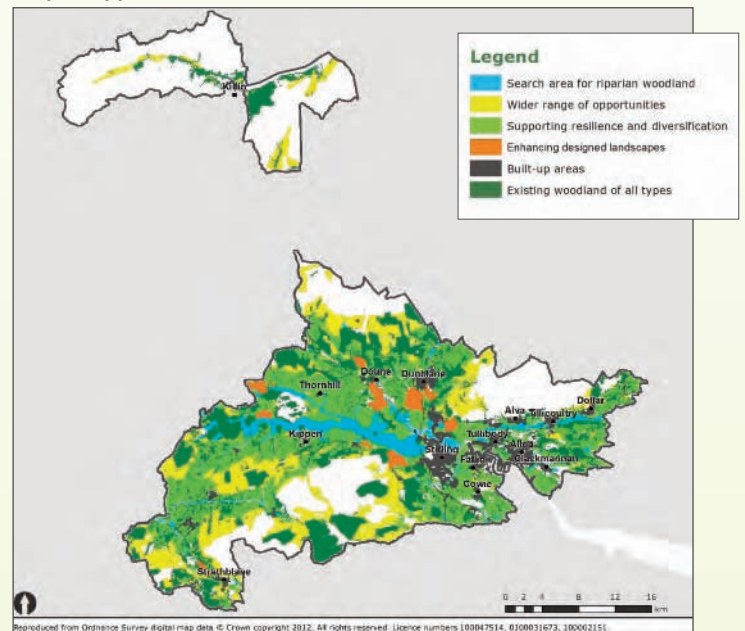 Legend
Search area for riparian woodland
Wider range of opportunities
Supporting resilience and diversification
Enhancing designed landscapes
Built-up areas
Existing woodland of all types
Killin
Doune
Dunblane
Thornhill
Dollar
Alva
Tillicoultry
Kippen
Tullibody
Alloa
Stirling
Fallin
Clackmannan
Cowie
Strathblane
0 2 4 8 12 16
km
Reproduced from Ordnance Survey digital map data © Crown copyright 2012. All rights reserved. Licence numbers 100047514, 0100031673, 100002151.